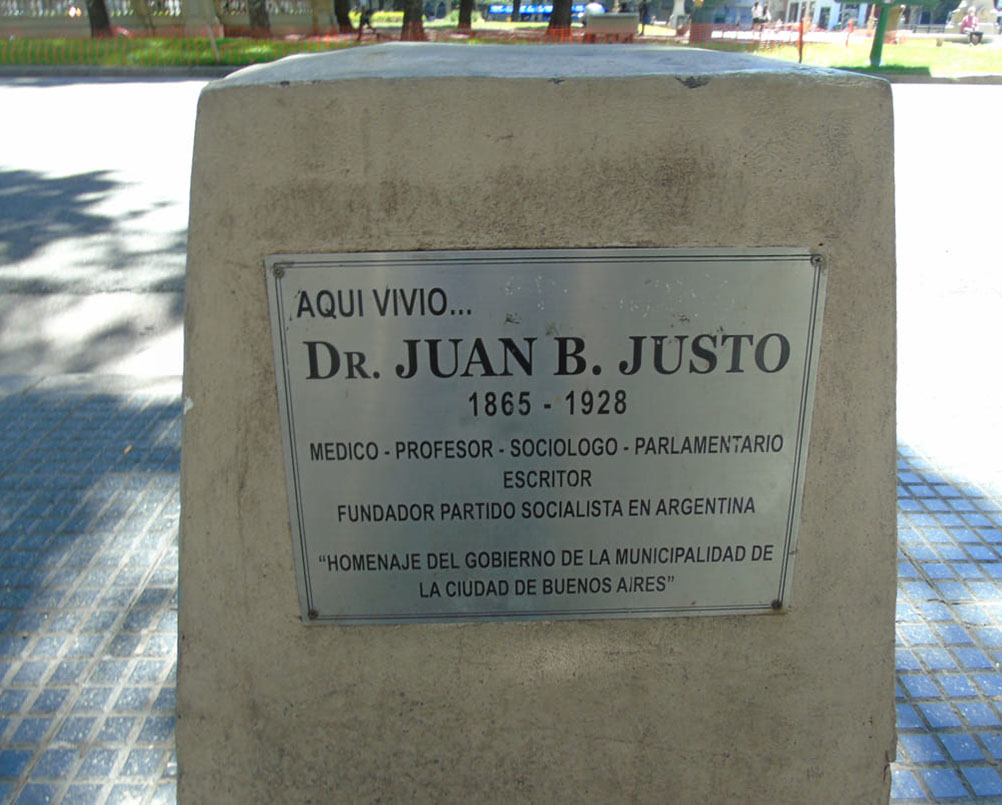 AQUI VIVIO...
DR. JUAN B. JUSTO
1865 - 1928
MEDICO - PROFESOR - SOCIOLOGO - PARLAMENTARIO
ESCRITOR
FUNDADOR PARTIDO SOCIALISTA EN ARGENTINA
“HOMENAJE DEL GOBIERNO DE LA MUNICIPALIDAD DE
LA CIUDAD DE BUENOS AIRES”